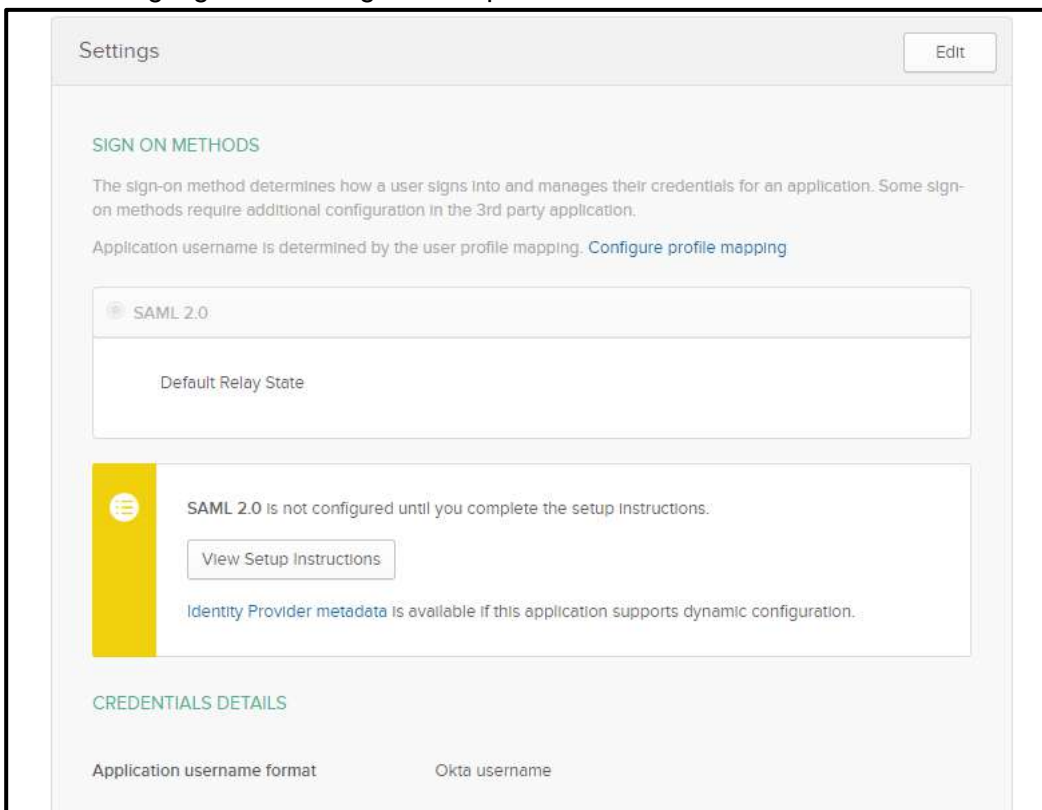 Settings
Edit
SIGN ON METHODS
The sign-on method determines how a user signs into and manages their credentials for an application. Some sign-
on methods require additional configuration in the 3rd party application.
Application username is determined by the user profile mapping. Configure profile mapping
SAML 2.0
Default Relay State
SAML 2.0 is not configured until you complete the setup instructions.
View Setup Instructions
Identity Provider metadata is available if this application supports dynamic configuration.
CREDENTIALS DETAILS
Application username format
Okta username